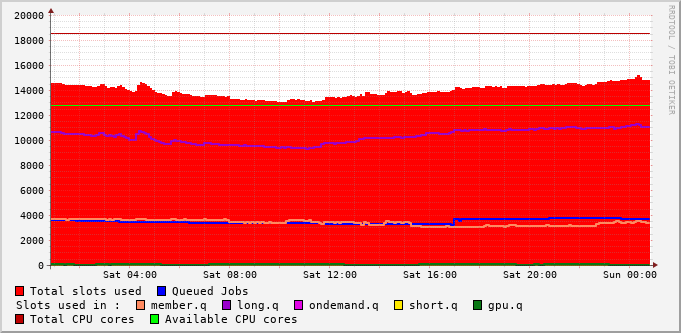 RRDTOOL / TOBI OETIKER
20000
18000
16000
14000
12000
10000
8000
6000
4000
2000
0
Sat 04:00 Sat 08:00 Sat 12:00 Sat 16:00 Sat 20:00 Sun 00:00
Total slots used Queued Jobs
Slots used in : member.q long.q ondemand.q short.q gpu.q
Total CPU cores Available CPU cores